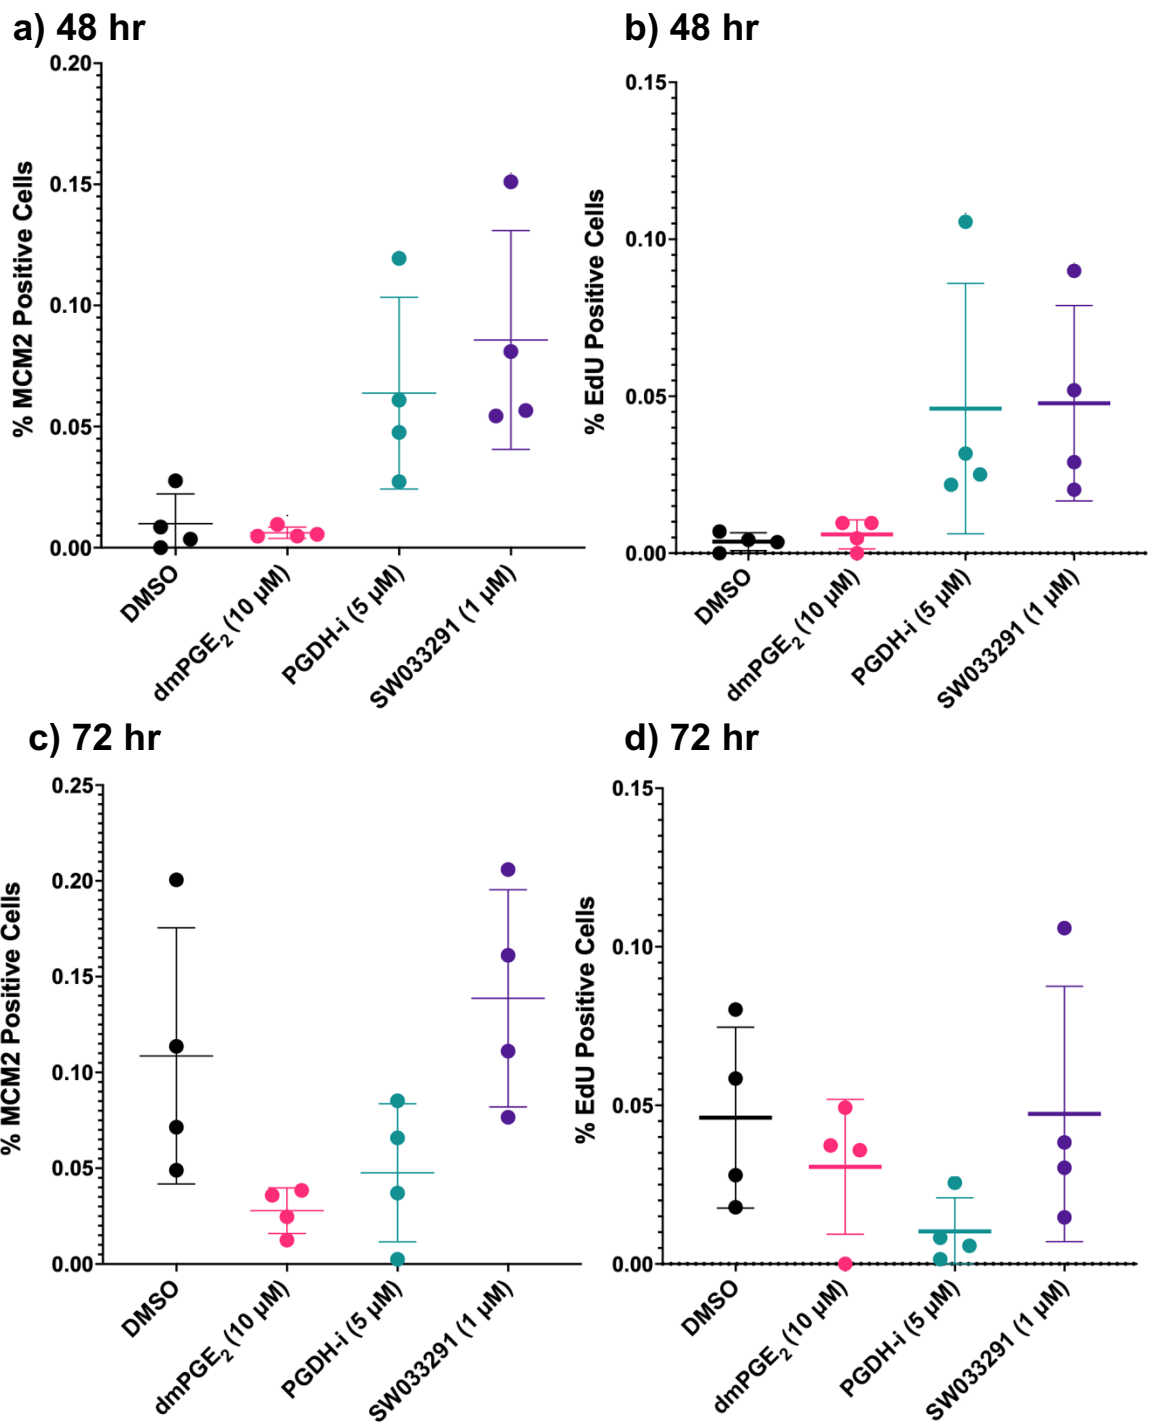 a) 48 hr
0.20
0.15
0.10
0.05
0.00
% MCM2 Positive Cells
DMSO
dmPGE₂ (10 µM)
PGDH-i (5 µM)
SW033291 (1 µM)
b) 48 hr
0.15
0.10
0.05
0.00
% EdU Positive Cells
DMSO
dmPGE₂ (10 µM)
PGDH-i (5 µM)
SW033291 (1 µM)
c) 72 hr
0.25
0.20
0.15
0.10
0.05
0.00
% MCM2 Positive Cells
DMSO
dmPGE₂ (10 µM)
PGDH-i (5 µM)
SW033291 (1 µM)
d) 72 hr
0.15
0.10
0.05
0.00
% EdU Positive Cells
DMSO
dmPGE₂ (10 µM)
PGDH-i (5 µM)
SW033291 (1 µM)